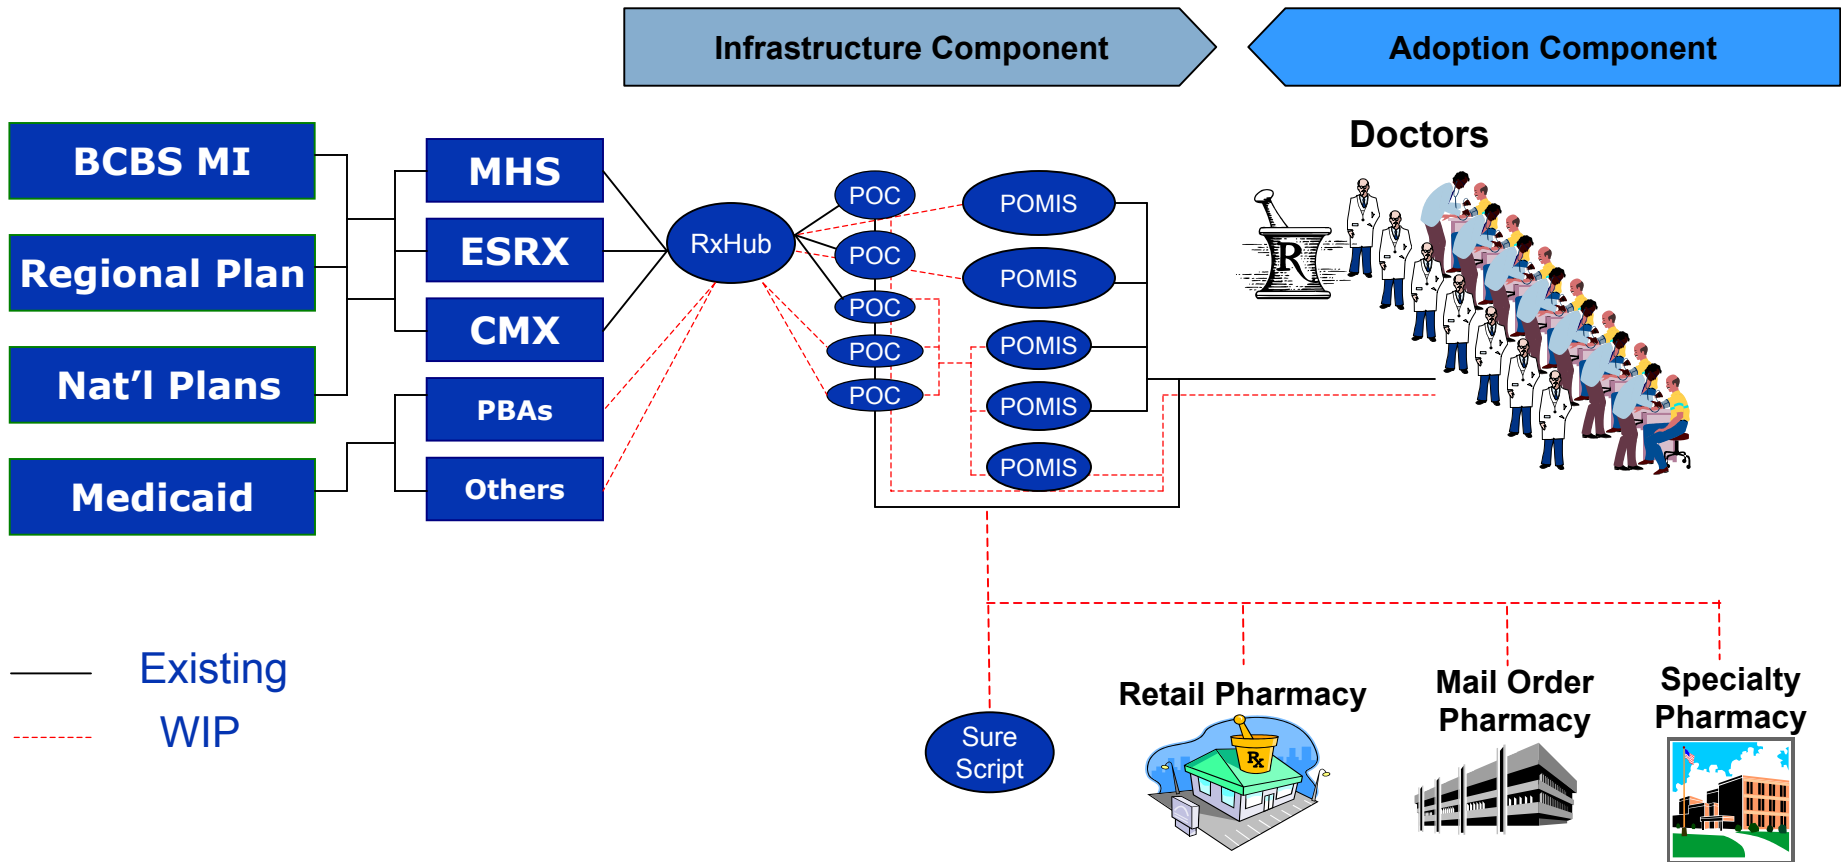 Infrastructure Component
Adoption Component
Doctors
BCBS MI
Regional Plan
Nat'l Plans
Medicaid
MHS
ESRX
CMX
PBAs
Others
RxHub
POC
POC
POC
POC
POC
POMIS
POMIS
POMIS
POMIS
POMIS
R
Existing
WIP
Sure
Script
Retail Pharmacy
Rx
Mail Order
Pharmacy
Specialty
Pharmacy